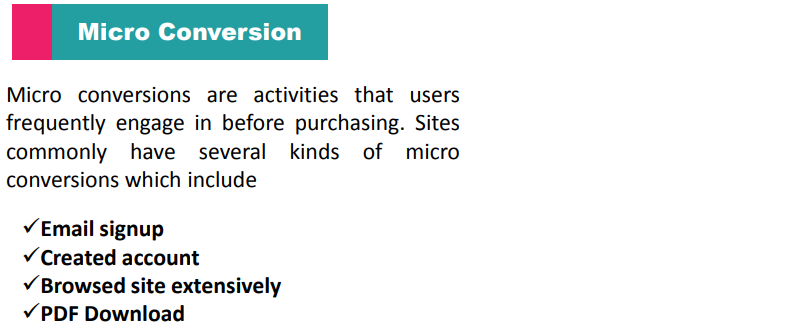 Micro Conversion
Micro conversions are activities that users
frequently engage in before purchasing. Sites
commonly have several kinds of micro
conversions which include
✓Email signup
✓Created account
✓Browsed site extensively
✓PDF Download